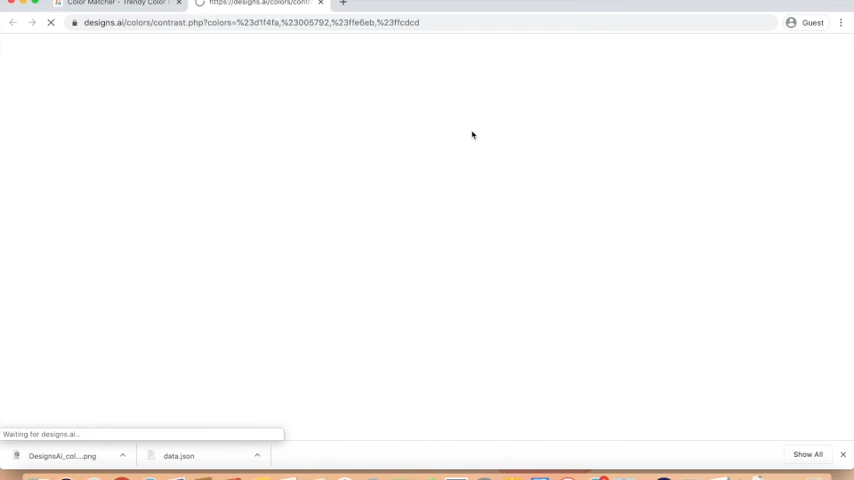 Color Matcher - Trendy Color
https://designs.ai/colors/contr
designs.ai/colors/contrast.php?colors=%23d1f4fa,%23005792,%23ffe6eb,%23ffcdcd
Guest
Waiting for designs.ai...
DesignsAi_col....png
data.json
Show All